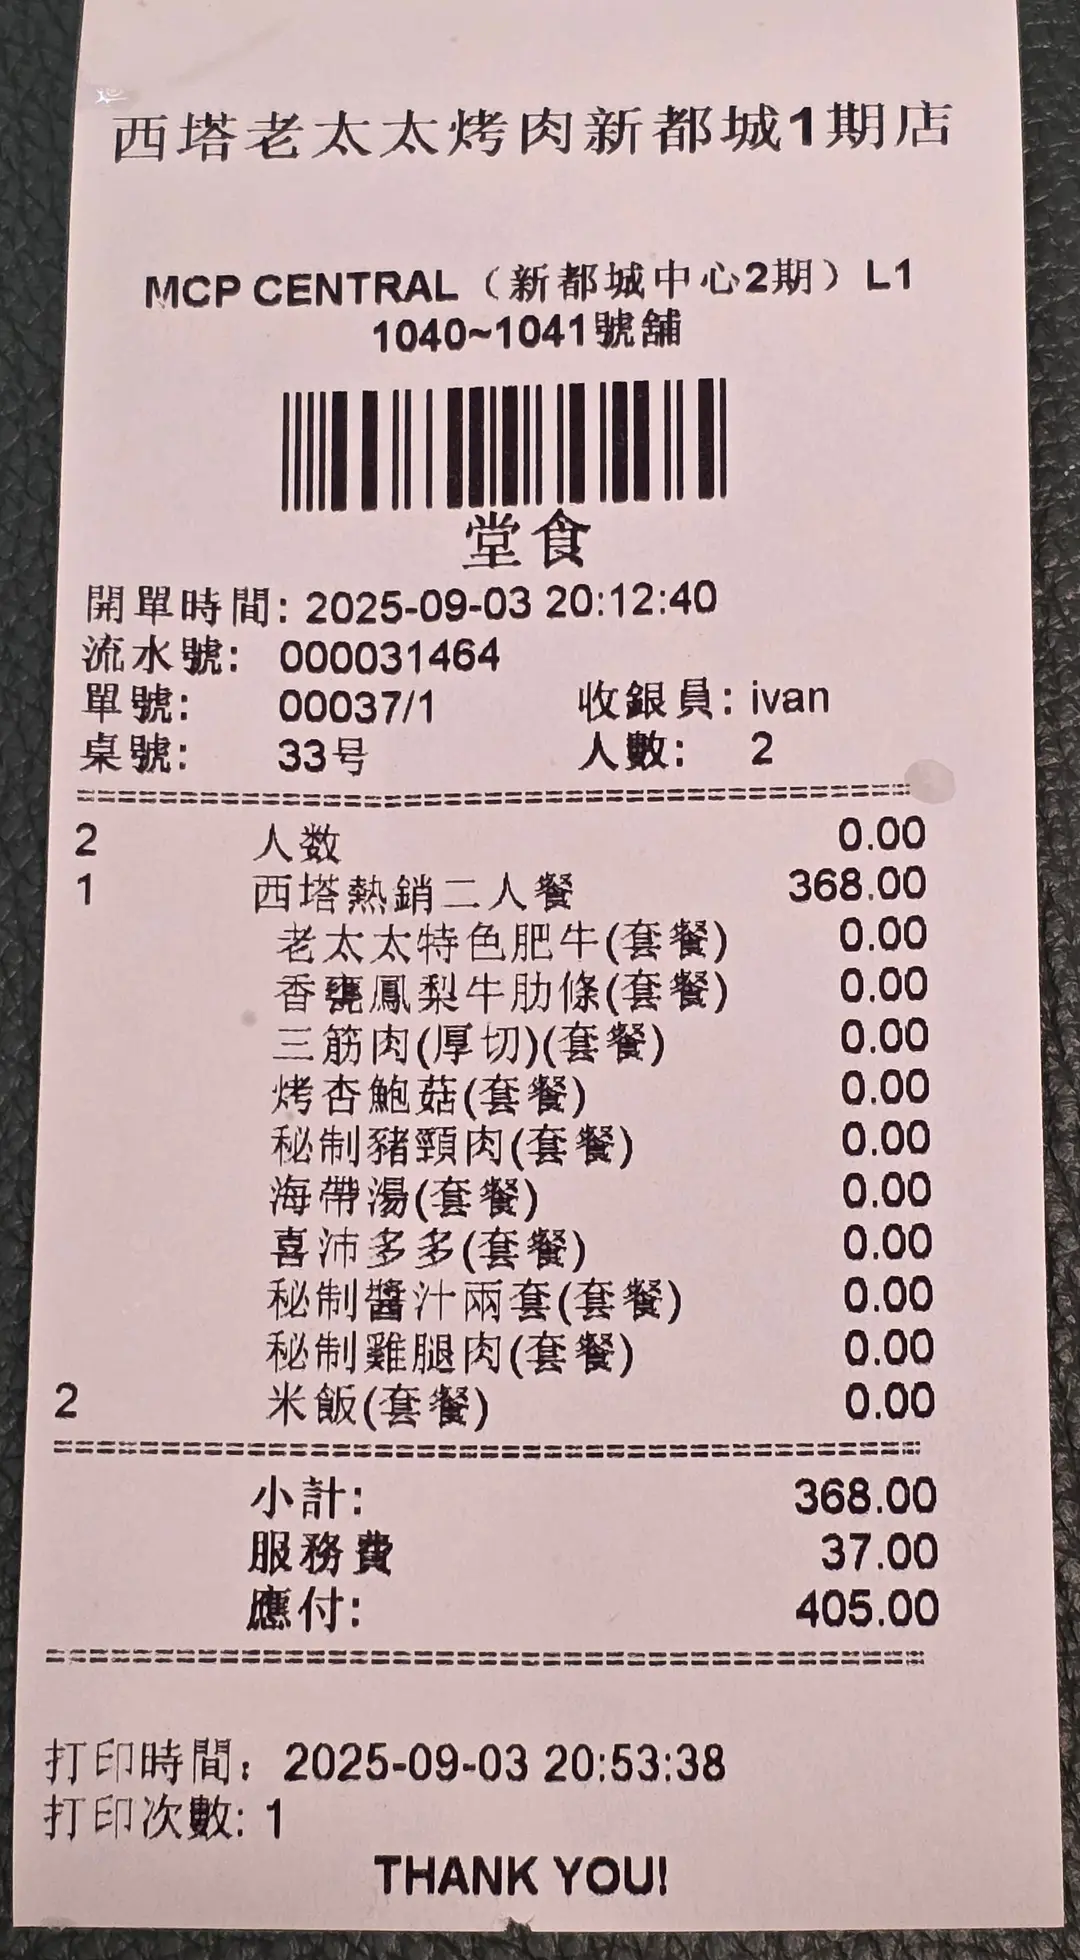 西塔老太太烤肉新都城1期店
MCP CENTRAL（新都城中心2期）L1
1040~1041號舖
堂食
開單時間: 2025-09-03 20:12:40
流水號: 000031464
單號: 00037/1 收銀員: ivan
桌號: 33号 人數: 2
==================================================
2 人数 0.00
1 西塔熱銷二人餐 368.00
老太太特色肥牛(套餐) 0.00
香甕鳳梨牛肋條(套餐) 0.00
三筋肉(厚切)(套餐) 0.00
烤杏鮑菇(套餐) 0.00
秘制豬頸肉(套餐) 0.00
海帶湯(套餐) 0.00
喜沛多多(套餐) 0.00
秘制醬汁兩套(套餐) 0.00
秘制雞腿肉(套餐) 0.00
2 米飯(套餐) 0.00
==================================================
小計: 368.00
服務費 37.00
應付: 405.00
==================================================
打印時間：2025-09-03 20:53:38
打印次數: 1
THANK YOU!